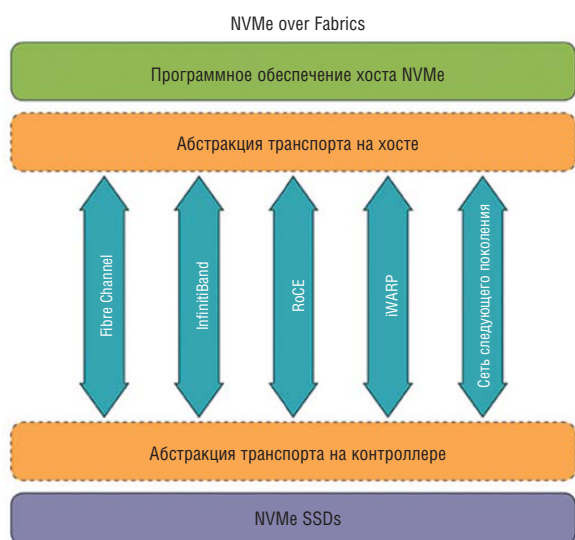 NVMe over Fabrics
Программное обеспечение хоста NVMe
Абстракция транспорта на хосте
Fibre Channel
InfinitiBand
RoCE
iWARP
Сеть следующего поколения
Абстракция транспорта на контроллере
NVMe SSDs